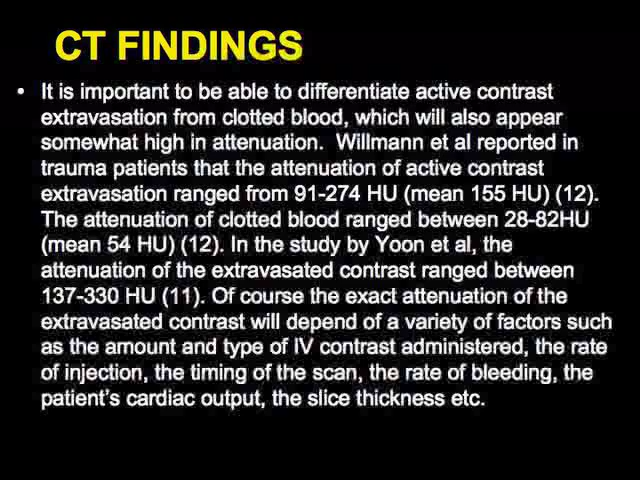 CT FINDINGS
• It is important to be able to differentiate active contrast
extravasation from clotted blood, which will also appear
somewhat high in attenuation.  Willmann et al reported in
trauma patients that the attenuation of active contrast
extravasation ranged from 91-274 HU (mean 155 HU) (12).
The attenuation of clotted blood ranged between 28-82HU
(mean 54 HU) (12). In the study by Yoon et al, the
attenuation of the extravasated contrast ranged between
137-330 HU (11). Of course the exact attenuation of the
extravasated contrast will depend of a variety of factors such
as the amount and type of IV contrast administered, the rate
of injection, the timing of the scan, the rate of bleeding, the
patient's cardiac output, the slice thickness etc.